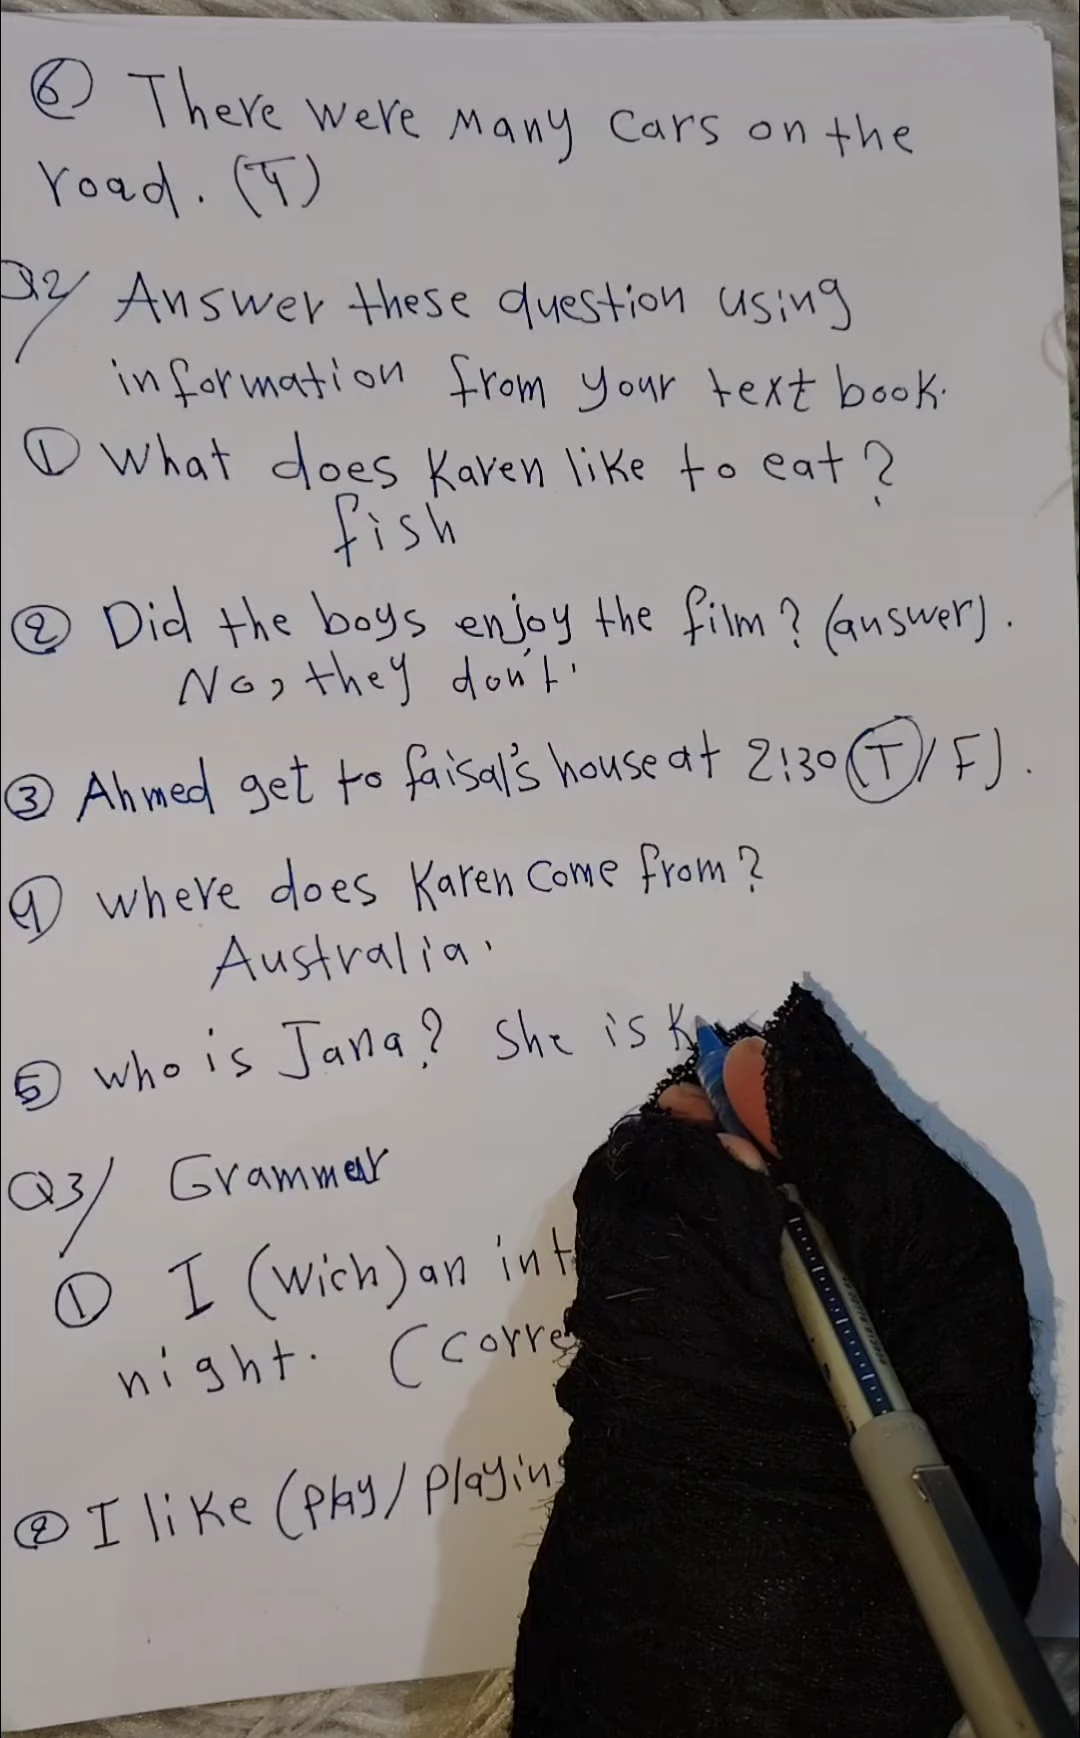 ⑥ There were many cars on the
road. (T)
Q2/ Answer these question using
information from your text book.
① What does Karen like to eat?
fish
② Did the boys enjoy the film? (answer).
No, they don't.
③ Ahmed get to faisal's house at 2:30 (T / F).
④ where does Karen come from?
Australia.
⑤ who is Jana? She is K
Q3/ Grammar
① I (wich) an int
night. (corre
② I like (play / playing